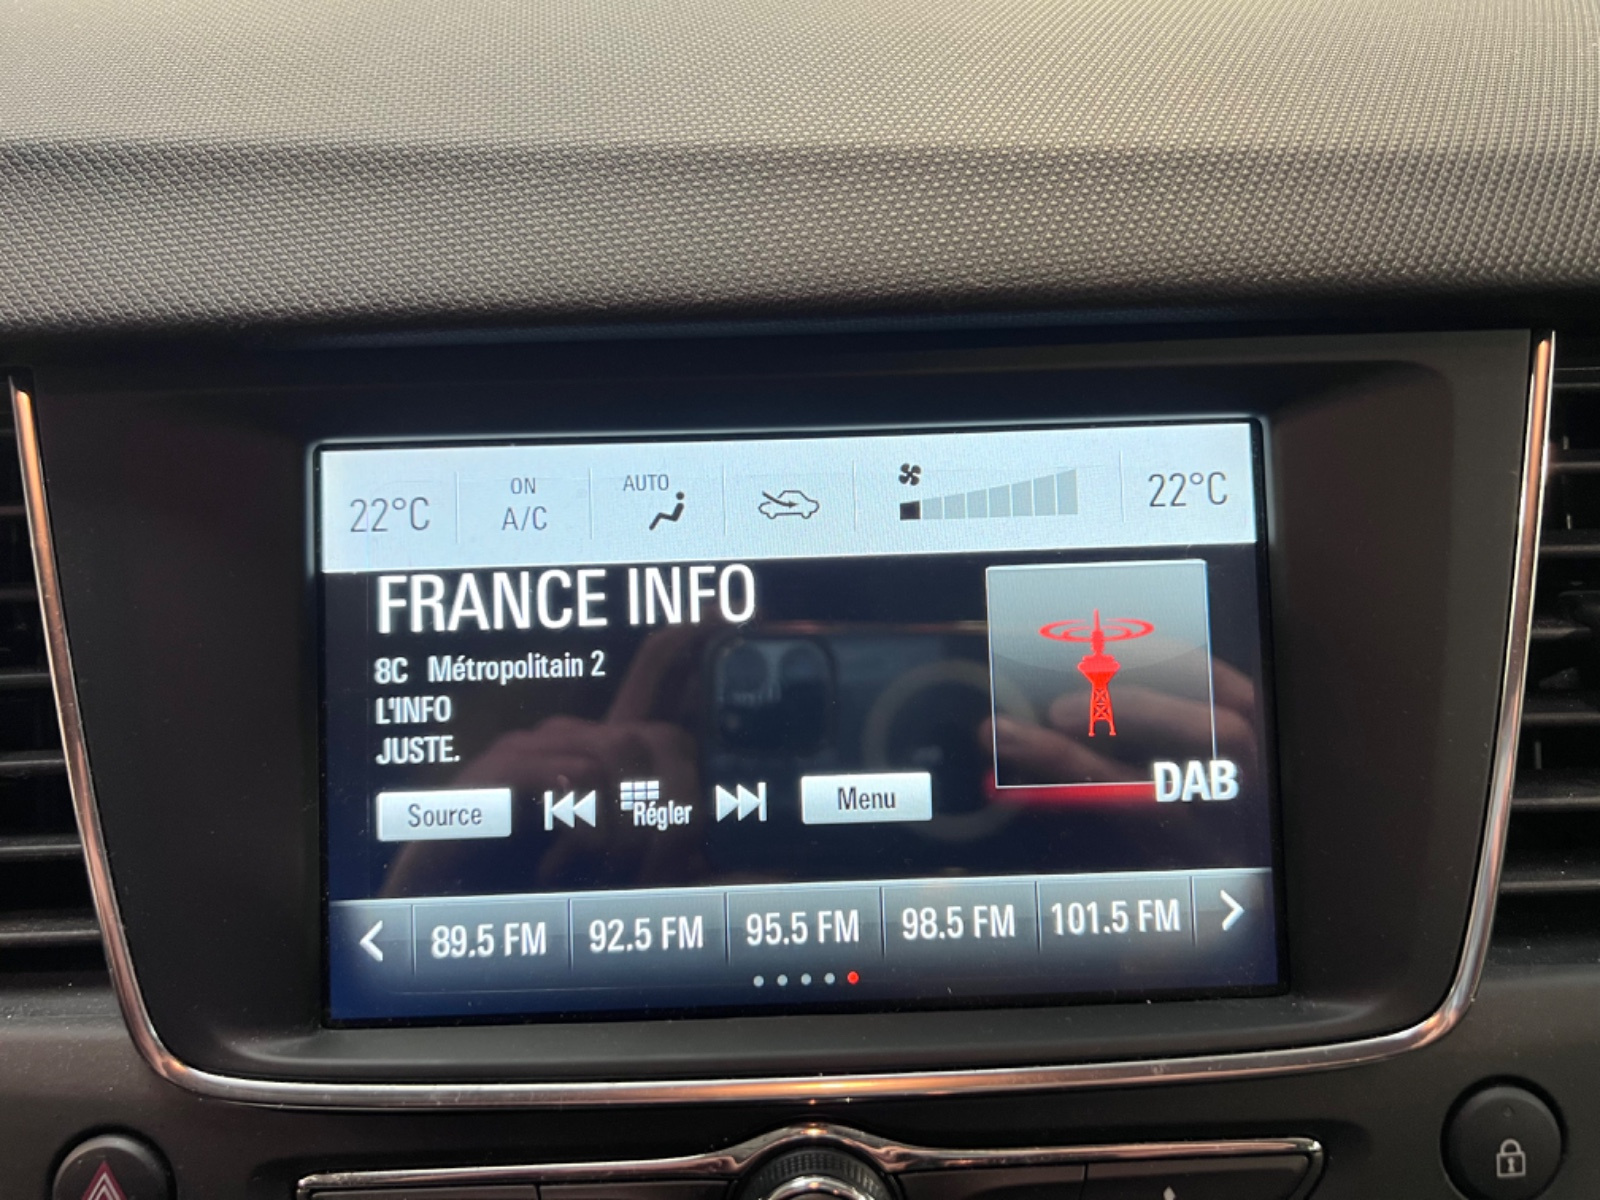 22°C ON A/C AUTO 22°C
FRANCE INFO
8C Métropolitain 2
L'INFO
JUSTE.
DAB
Source Régler Menu
89.5 FM 92.5 FM 95.5 FM 98.5 FM 101.5 FM